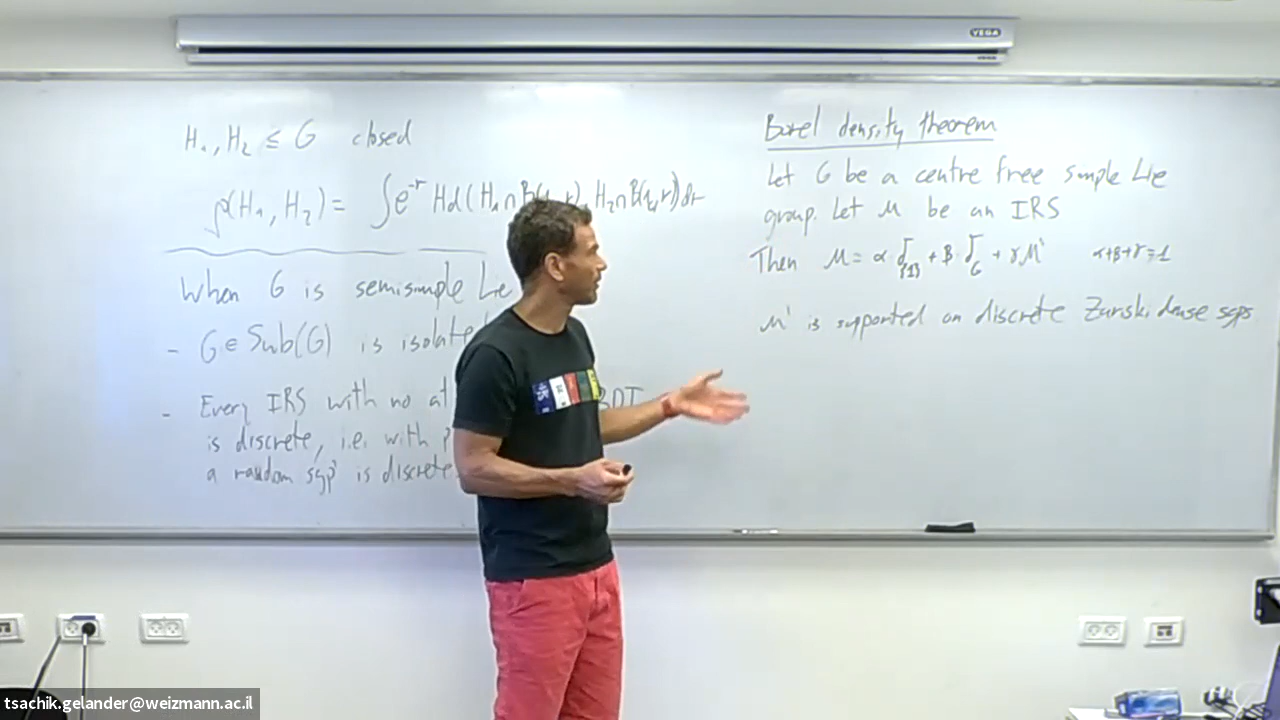 VEGA
H₁, H₂ ≤ G closed
ρ(H₁, H₂) = ∫e⁻ʳ Hd(H₁∩B( r), H₂∩B( r))dr
When G is semisimple Lie
- G ∈ Sub(G) is isolated
- Every IRS with no at BDT
is discrete, i.e. with p
a random sgp is discrete
Borel density theorem
Let G be a centre free simple Lie
group. Let μ be an IRS
Then μ = α δ_{1} + β·δ_G + γμ' α+β+γ=1
μ' is supported on discrete Zariski dense sgps
tsachik.gelander@weizmann.ac.il